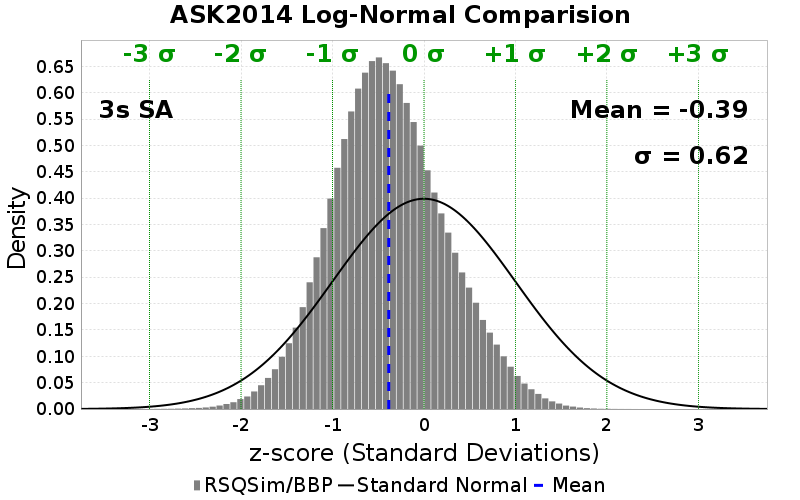 ASK2014 Log-Normal Comparision
-3 σ -2 σ -1 σ 0 σ +1 σ +2 σ +3 σ
3s SA
Mean = -0.39
σ = 0.62
Density
0.65
0.60
0.55
0.50
0.45
0.40
0.35
0.30
0.25
0.20
0.15
0.10
0.05
0.00
-3 -2 -1 0 1 2 3
z-score (Standard Deviations)
RSQSim/BBP Standard Normal Mean